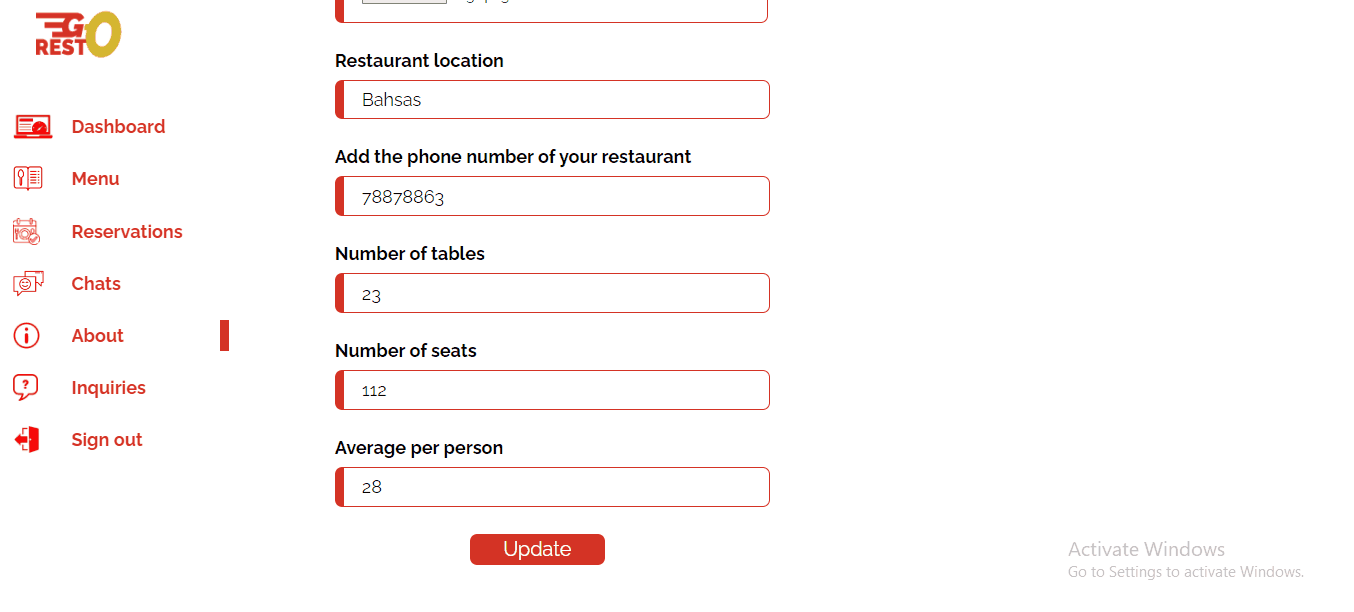 GO
REST
Dashboard
Menu
Reservations
Chats
About
Inquiries
Sign out
Restaurant location
Bahsas
Add the phone number of your restaurant
78878863
Number of tables
23
Number of seats
112
Average per person
28
Update
Activate Windows
Go to Settings to activate Windows.